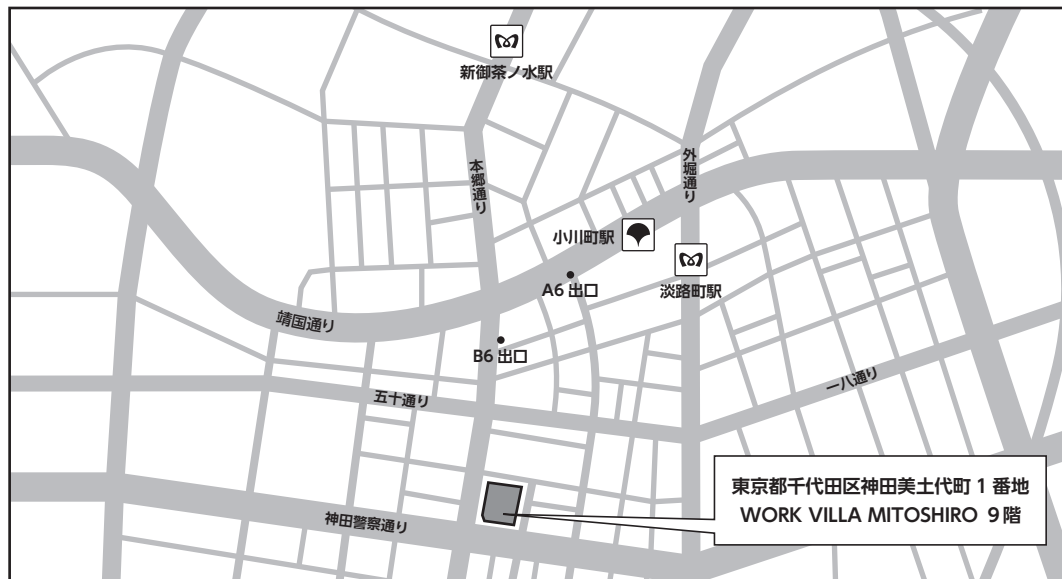 新御茶ノ水駅
本郷通り
外堀通り
小川町駅
A6 出口
淡路町駅
靖国通り
B6 出口
五十通り
一八通り
神田警察通り
東京都千代田区神田美土代町 1 番地
WORK VILLA MITOSHIRO 9階